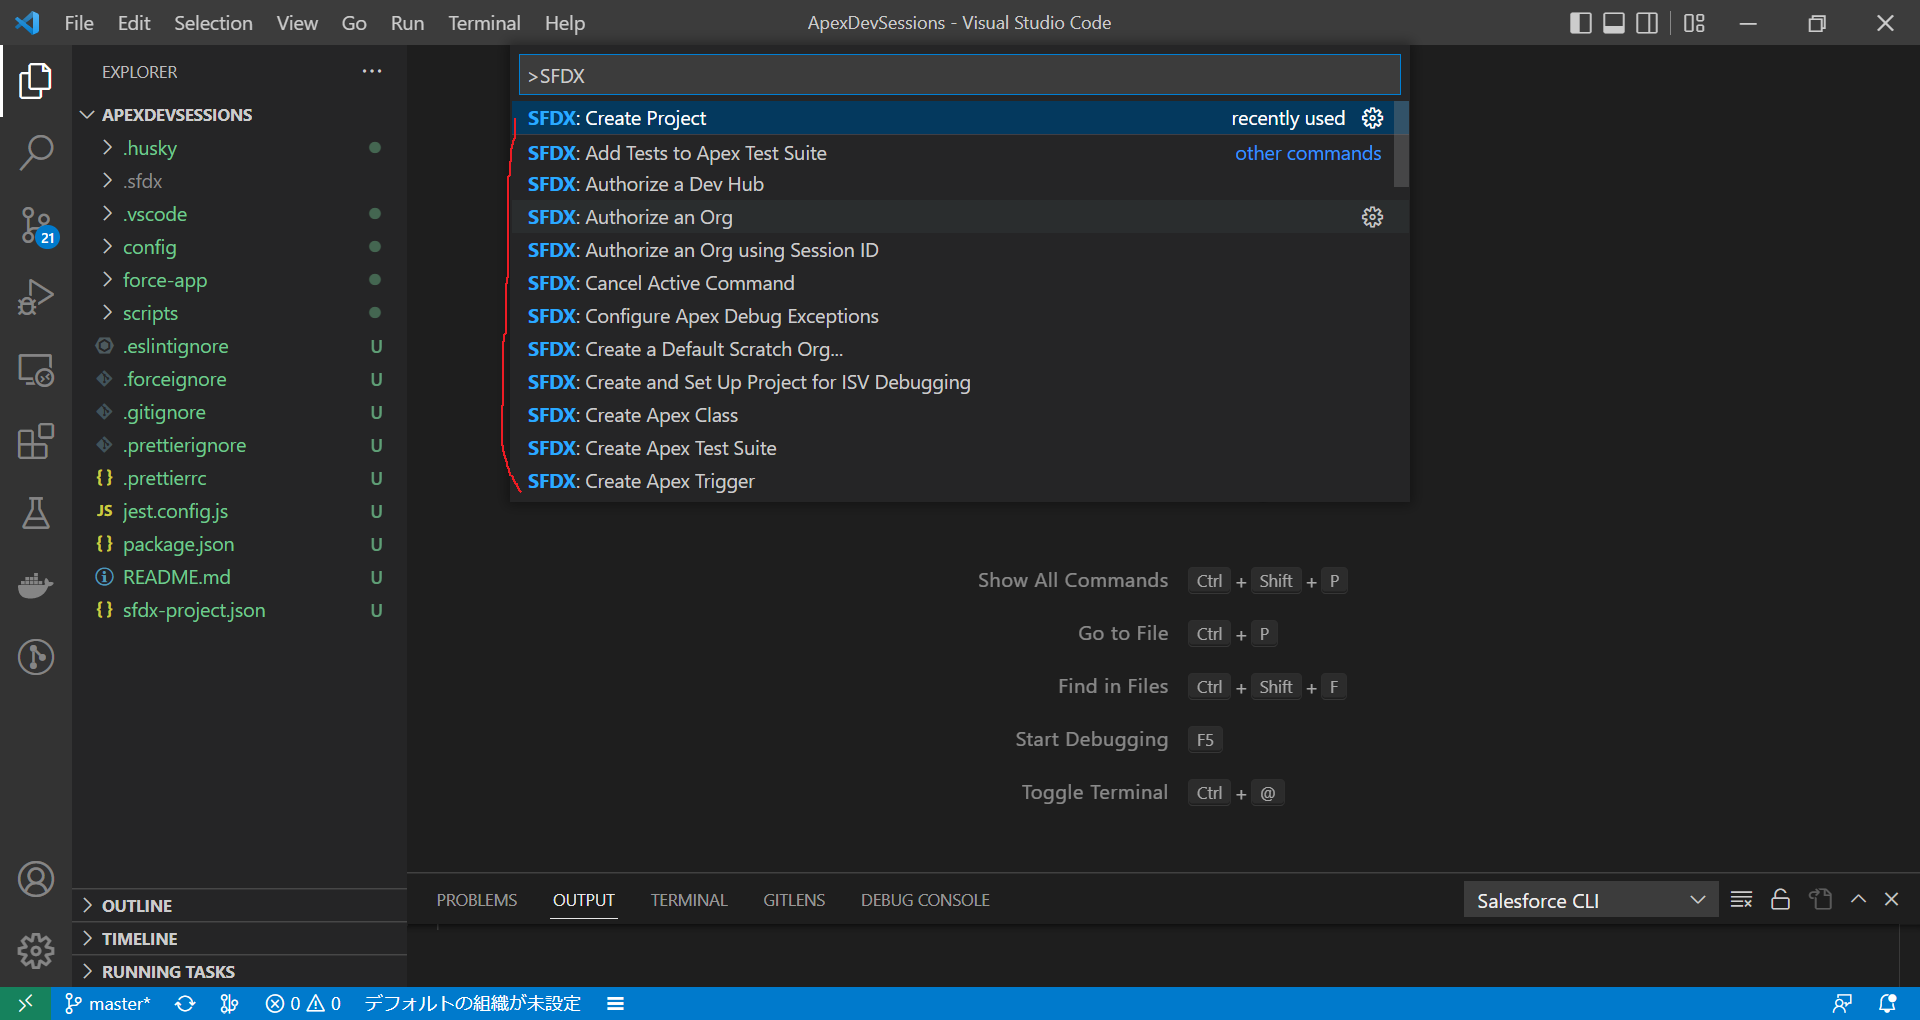 File Edit Selection View Go Run Terminal Help
ApexDevSessions - Visual Studio Code
EXPLORER
APEXDEVSESSIONS
.husky
.sfdx
.vscode
config
force-app
scripts
.eslintignore U
.forceignore U
.gitignore U
.prettierignore U
{} .prettierrc U
JS jest.config.js U
{} package.json U
README.md U
{} sfdx-project.json U
OUTLINE
TIMELINE
RUNNING TASKS
21
>SFDX
SFDX: Create Project recently used
SFDX: Add Tests to Apex Test Suite other commands
SFDX: Authorize a Dev Hub
SFDX: Authorize an Org
SFDX: Authorize an Org using Session ID
SFDX: Cancel Active Command
SFDX: Configure Apex Debug Exceptions
SFDX: Create a Default Scratch Org...
SFDX: Create and Set Up Project for ISV Debugging
SFDX: Create Apex Class
SFDX: Create Apex Test Suite
SFDX: Create Apex Trigger
Show All Commands Ctrl + Shift + P
Go to File Ctrl + P
Find in Files Ctrl + Shift + F
Start Debugging F5
Toggle Terminal Ctrl + @
PROBLEMS OUTPUT TERMINAL GITLENS DEBUG CONSOLE
Salesforce CLI
master* 0 0 デフォルトの組織が未設定